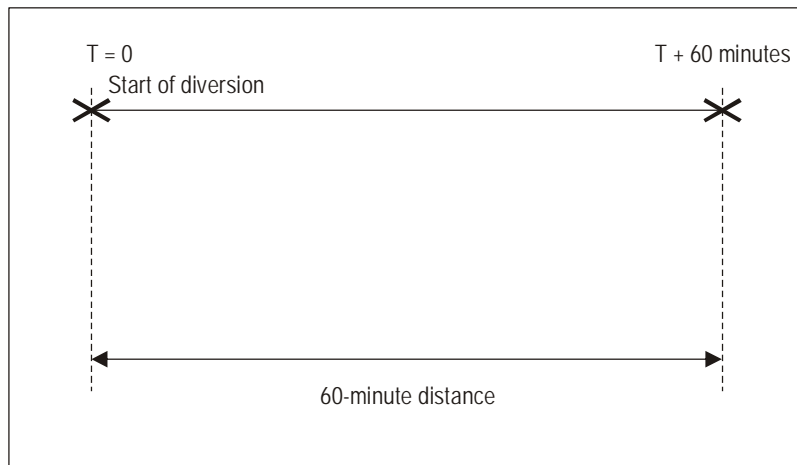 T = 0
T + 60 minutes
Start of diversion
60-minute distance